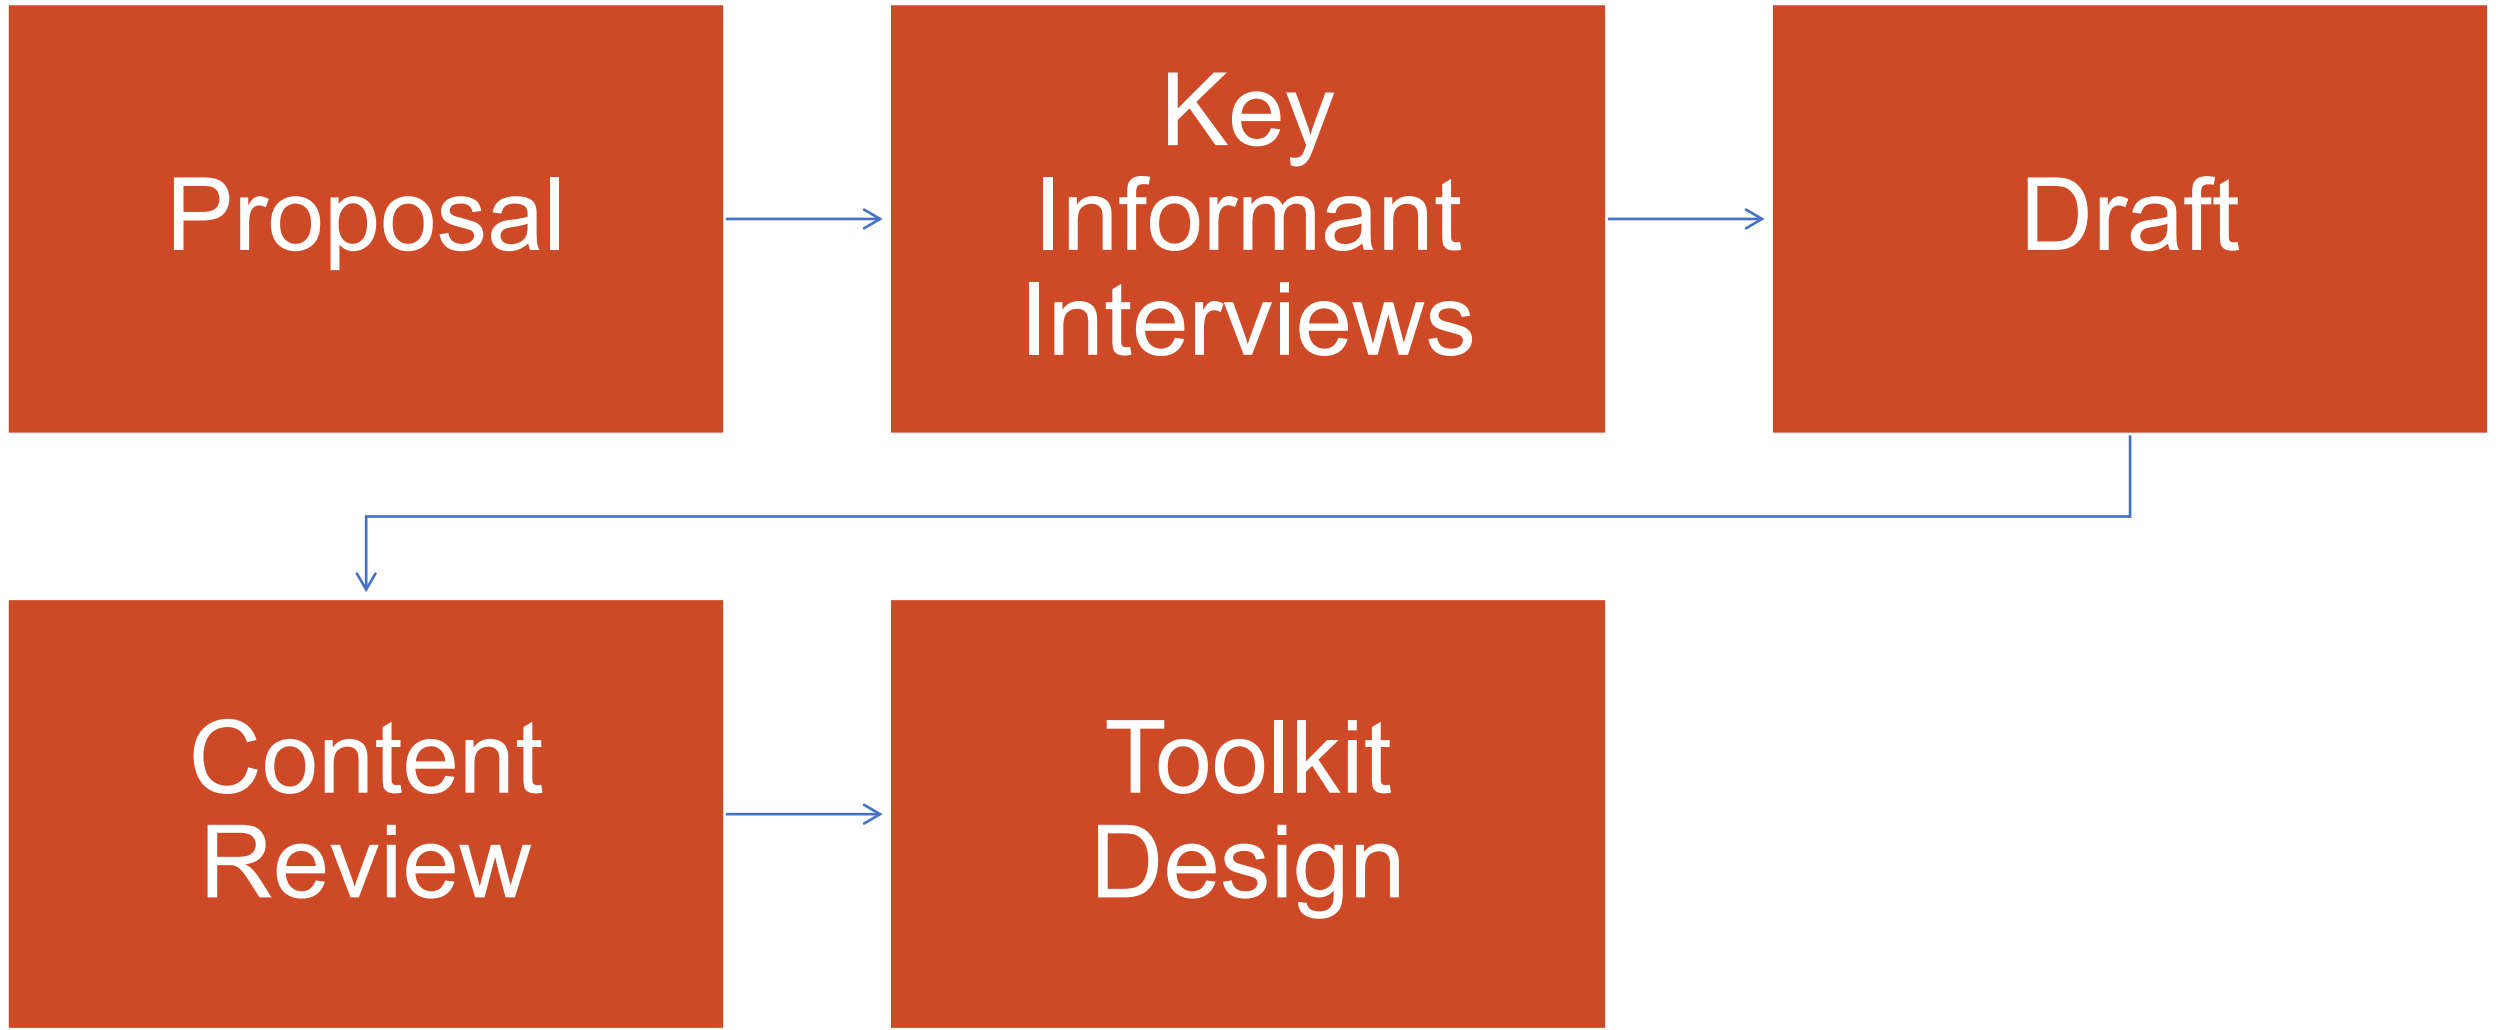 Proposal
Key
Informant
Interviews
Draft
Content
Review
Toolkit
Design